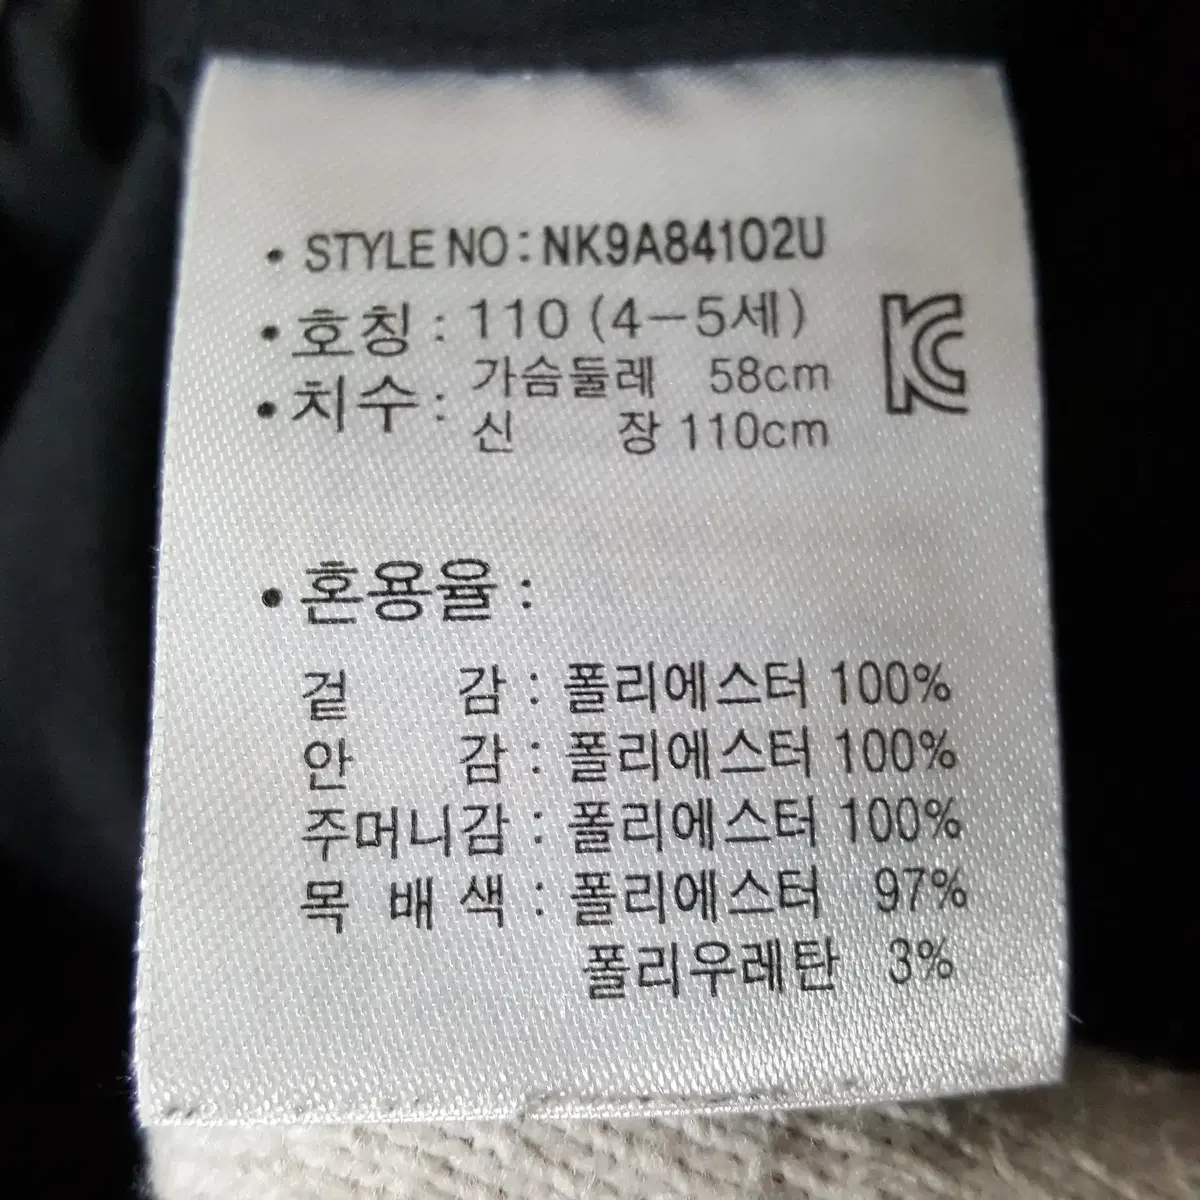 • STYLE NO : NK9A84102U
• 호칭 : 110 (4-5세)
• 치수 : 가슴둘레 58cm
신 장 110cm
KC
• 혼용율 :
겉 감 : 폴리에스터 100%
안 감 : 폴리에스터 100%
주머니감 : 폴리에스터 100%
목 배 색 : 폴리에스터 97%
폴리우레탄 3%